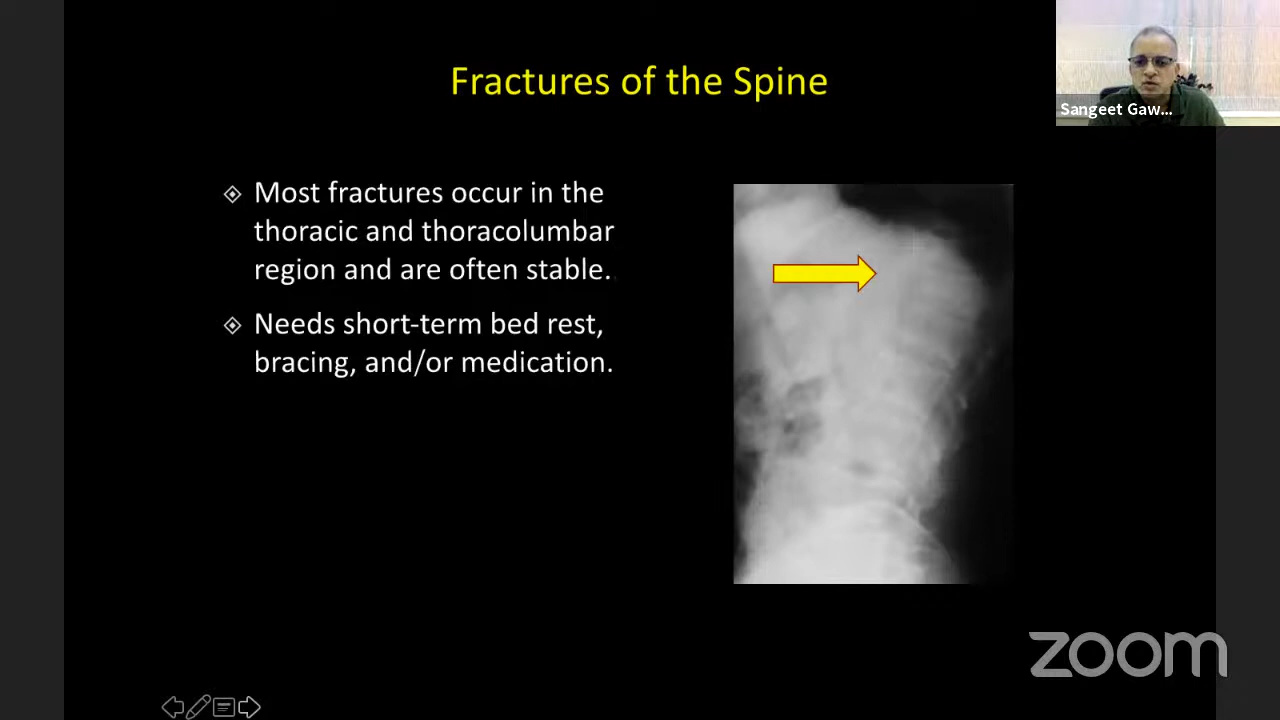 Fractures of the Spine
Sangeet Gaw...
Most fractures occur in the
thoracic and thoracolumbar
region and are often stable.
Needs short-term bed rest,
bracing, and/or medication.
zoom